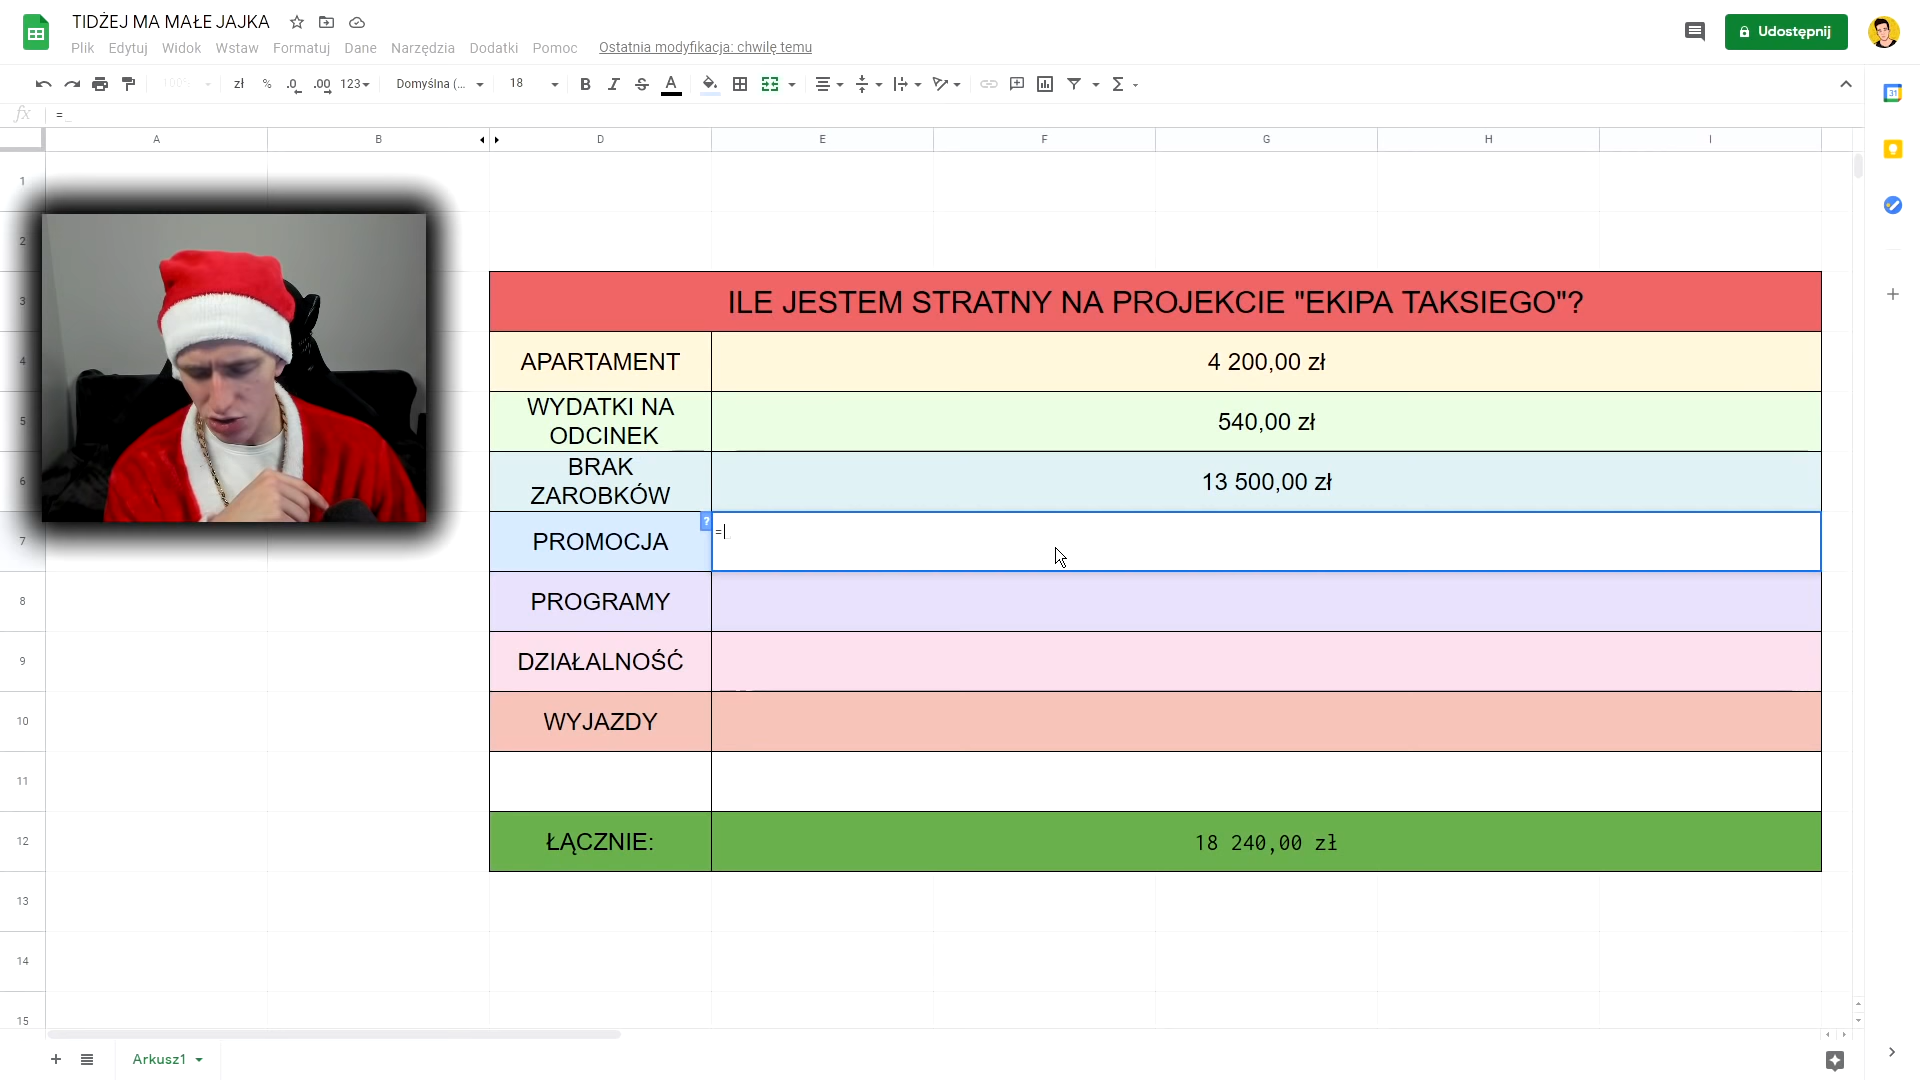 TIDŻEJ MA MAŁE JAJKA
Plik Edytuj Widok Wstaw Formatuj Dane Narzędzia Dodatki Pomoc Ostatnia modyfikacja: chwilę temu
Udostępnij
100% zł % .0 .00 123 Domyślna (... 18 B I S A Σ
fx =
A B D E F G H I
1
2
3 ILE JESTEM STRATNY NA PROJEKCIE "EKIPA TAKSIEGO"?
4 APARTAMENT 4 200,00 zł
5 WYDATKI NA ODCINEK 540,00 zł
6 BRAK ZAROBKÓW 13 500,00 zł
7 PROMOCJA ? =
8 PROGRAMY
9 DZIAŁALNOŚĆ
10 WYJAZDY
11
12 ŁĄCZNIE: 18 240,00 zł
13
14
15
Arkusz1
31